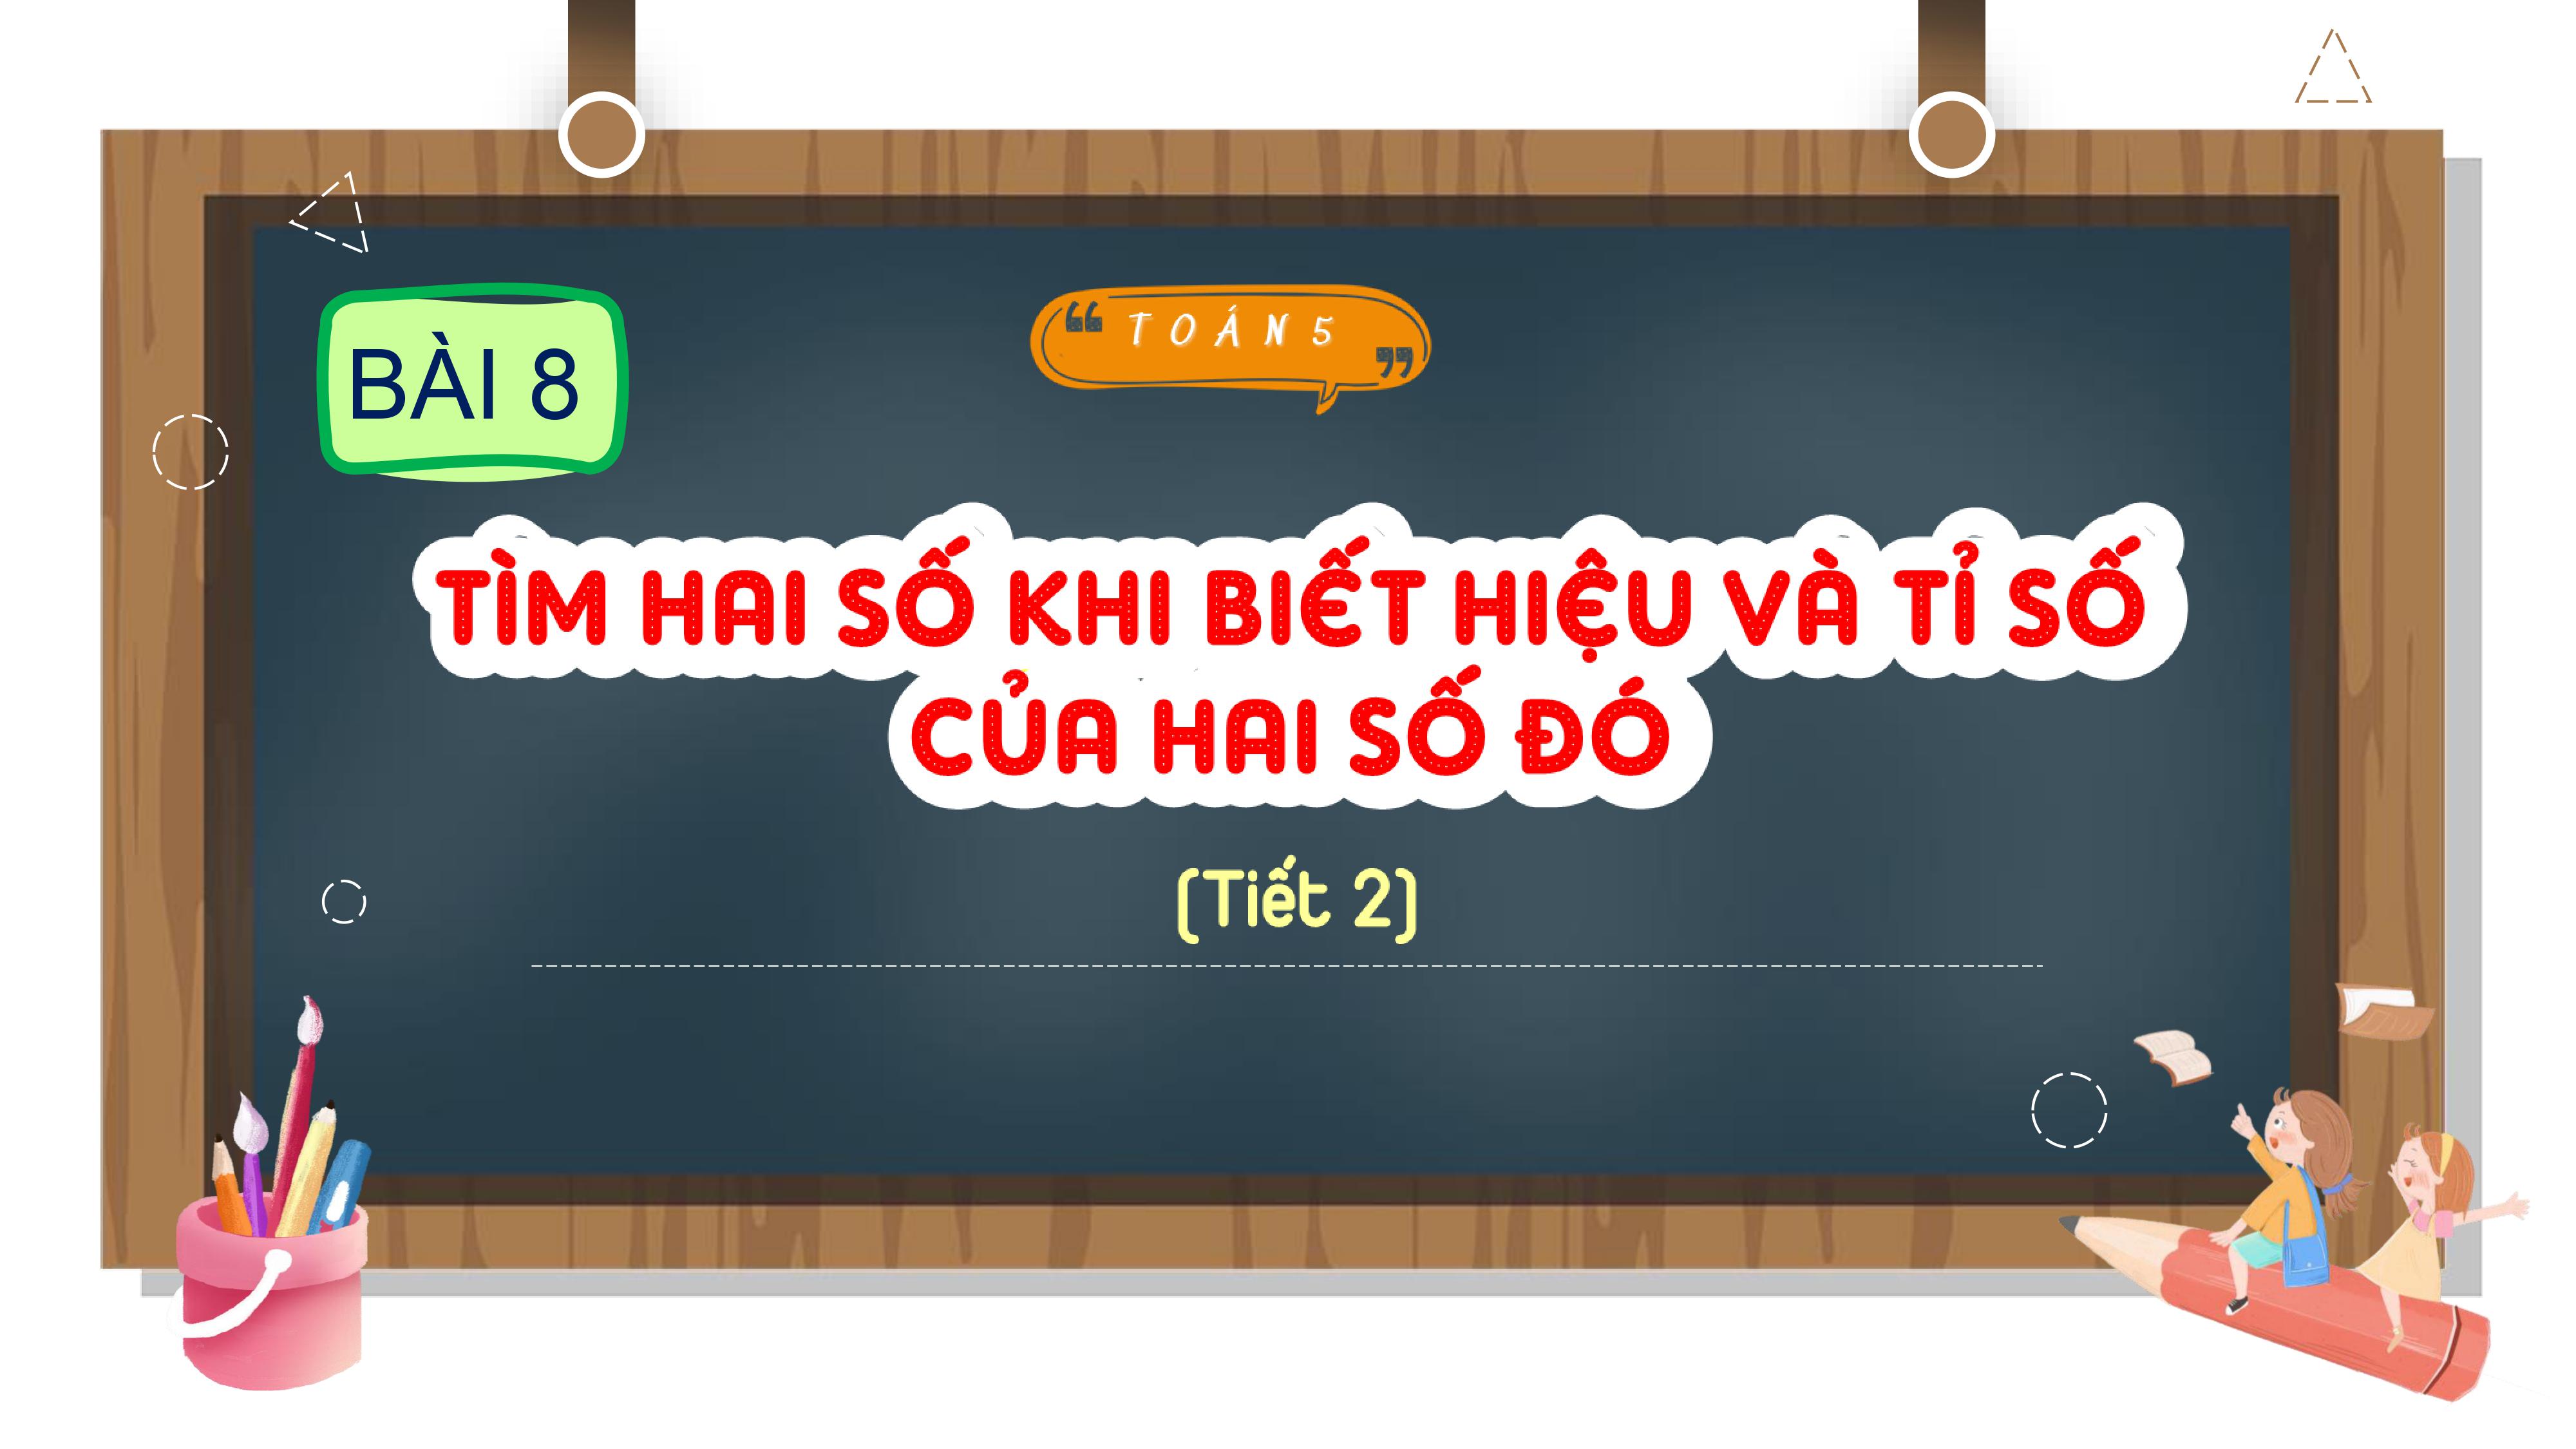 BÀI 8
“ TOÁN 5 ”
TÌM HAI SỐ KHI BIẾT HIỆU VÀ TỈ SỐ
CỦA HAI SỐ ĐÓ
(Tiết 2)